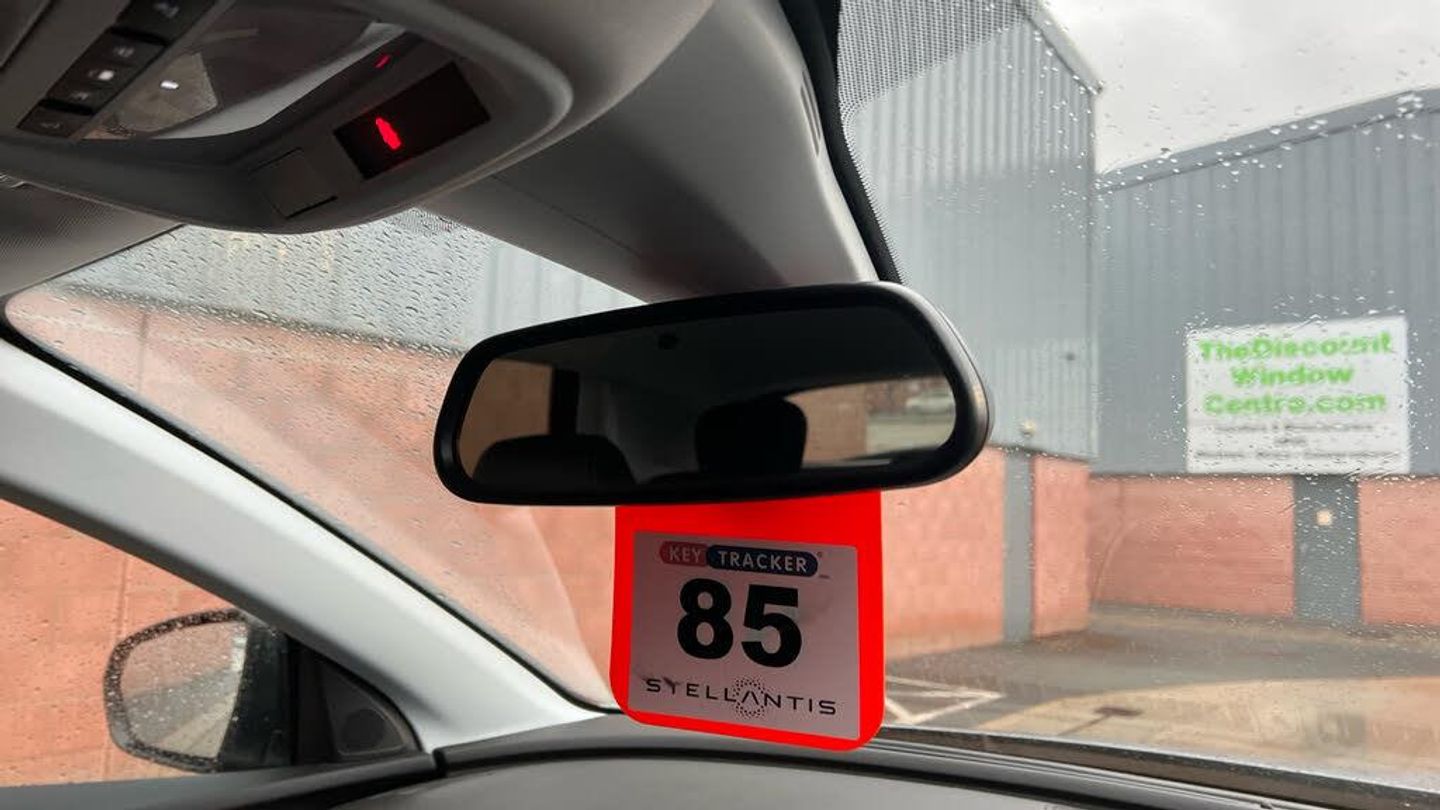 KEY TRACKER
85
STELLANTIS
TheDiscount
Window
Centre.com